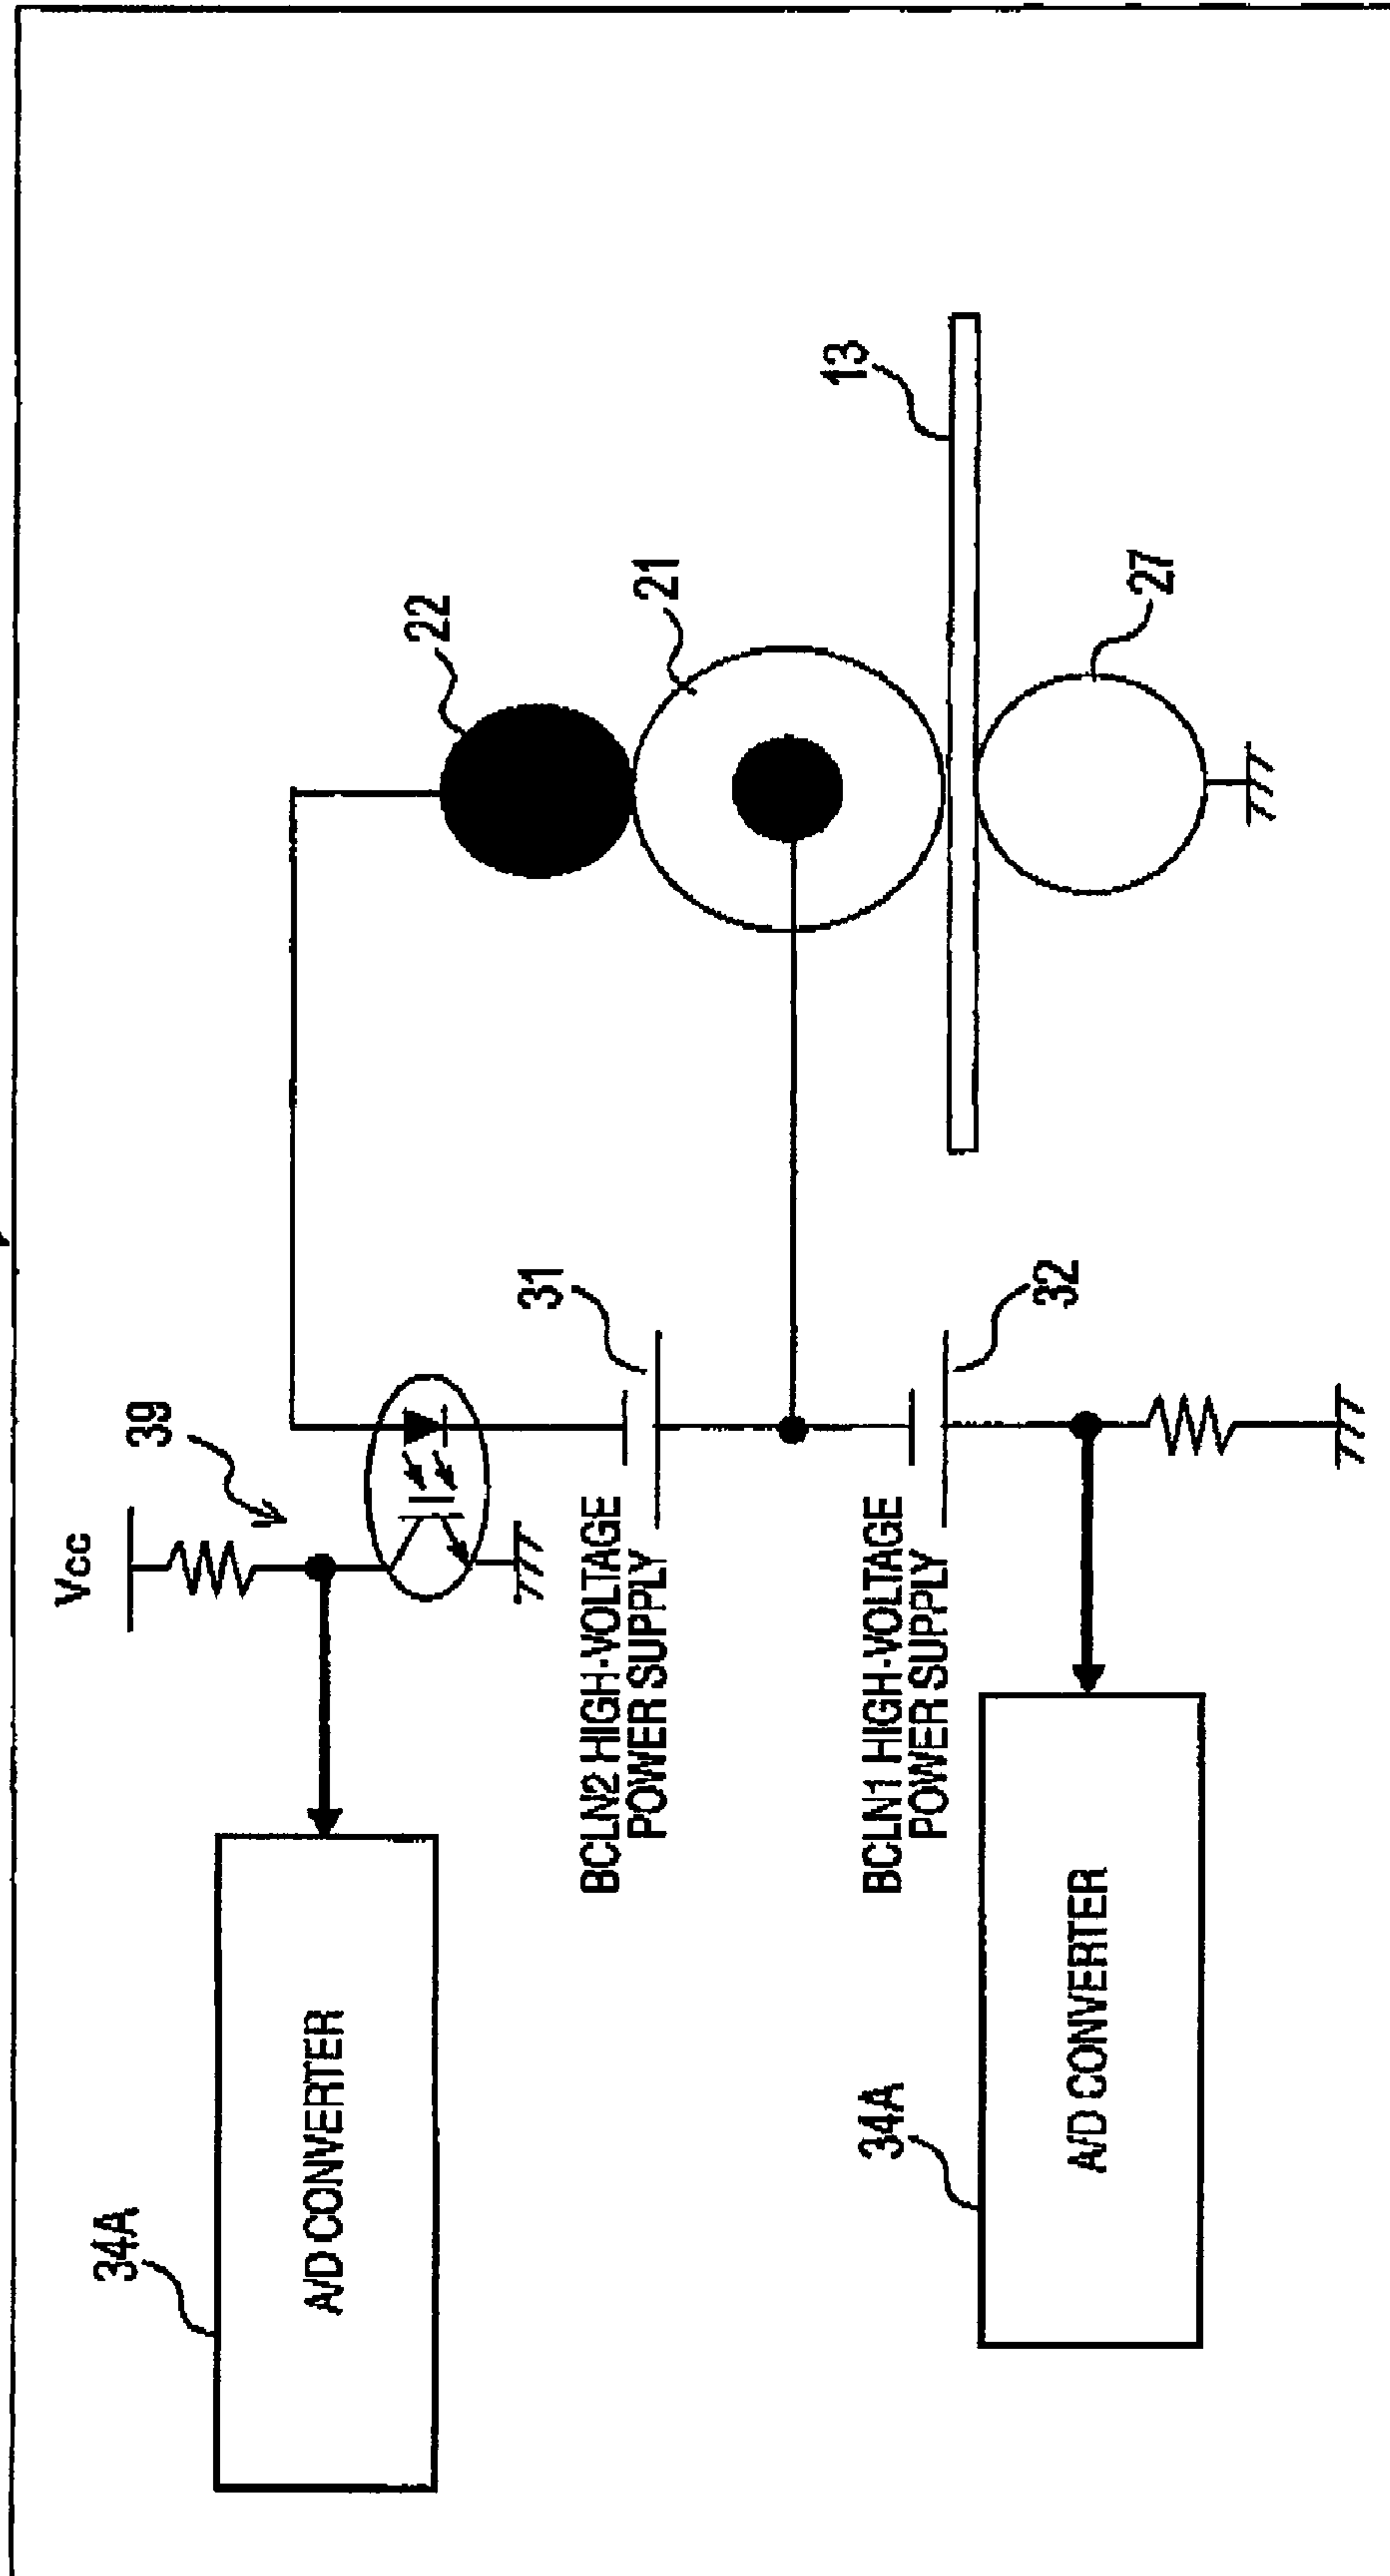 Vcc
39
34A
A/D CONVERTER
22
21
13
27
31
BCLN2 HIGH-VOLTAGE
POWER SUPPLY
32
BCLN1 HIGH-VOLTAGE
POWER SUPPLY
34A
A/D CONVERTER